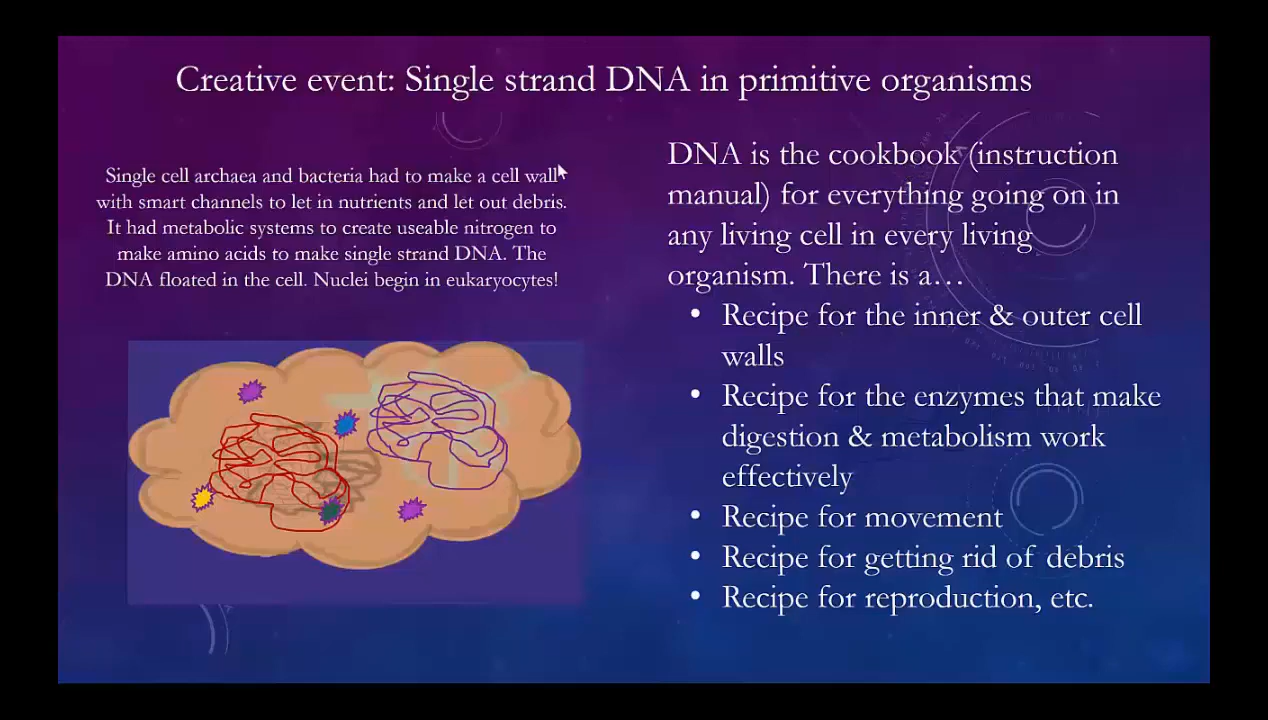 Creative event: Single strand DNA in primitive organisms
Single cell archaea and bacteria had to make a cell wall
with smart channels to let in nutrients and let out debris.
It had metabolic systems to create useable nitrogen to
make amino acids to make single strand DNA. The
DNA floated in the cell. Nuclei begin in eukaryocytes!
DNA is the cookbook (instruction
manual) for everything going on in
any living cell in every living
organism. There is a…
• Recipe for the inner & outer cell
walls
• Recipe for the enzymes that make
digestion & metabolism work
effectively
• Recipe for movement
• Recipe for getting rid of debris
• Recipe for reproduction, etc.